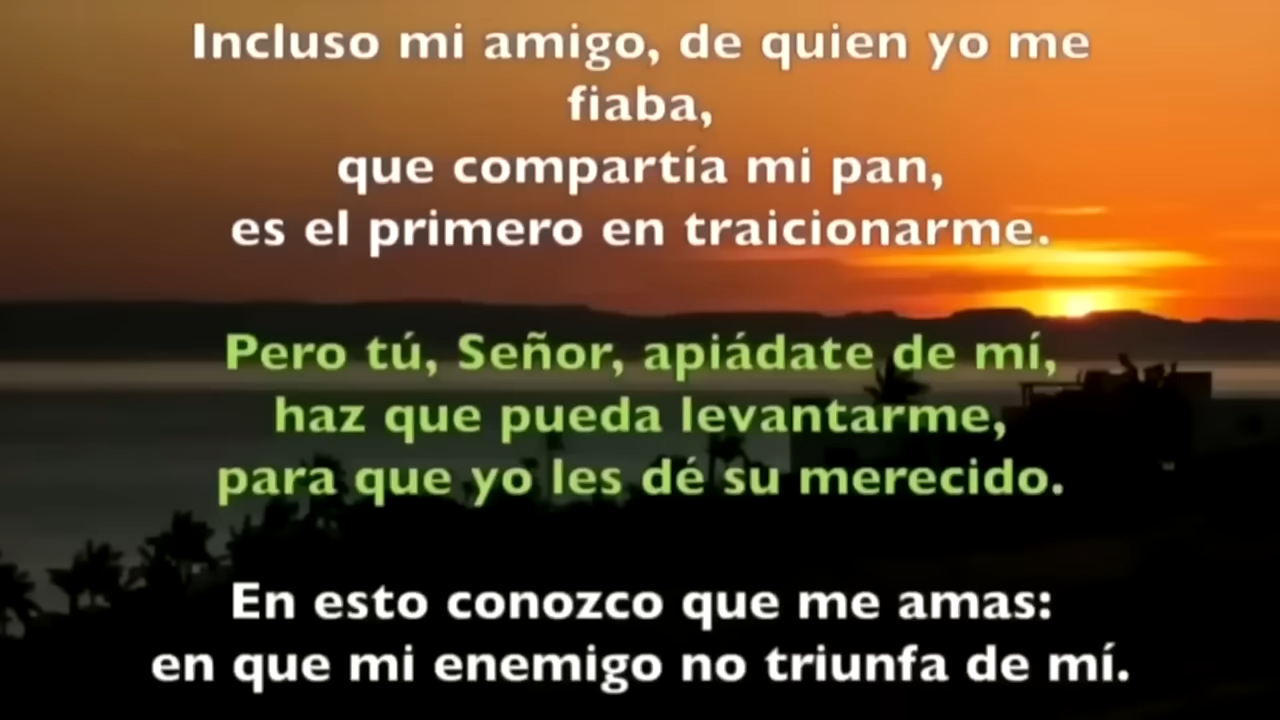 Incluso mi amigo, de quien yo me
fiaba,
que compartía mi pan,
es el primero en traicionarme.
Pero tú, Señor, apiádate de mí,
haz que pueda levantarme,
para que yo les dé su merecido.
En esto conozco que me amas:
en que mi enemigo no triunfa de mí.